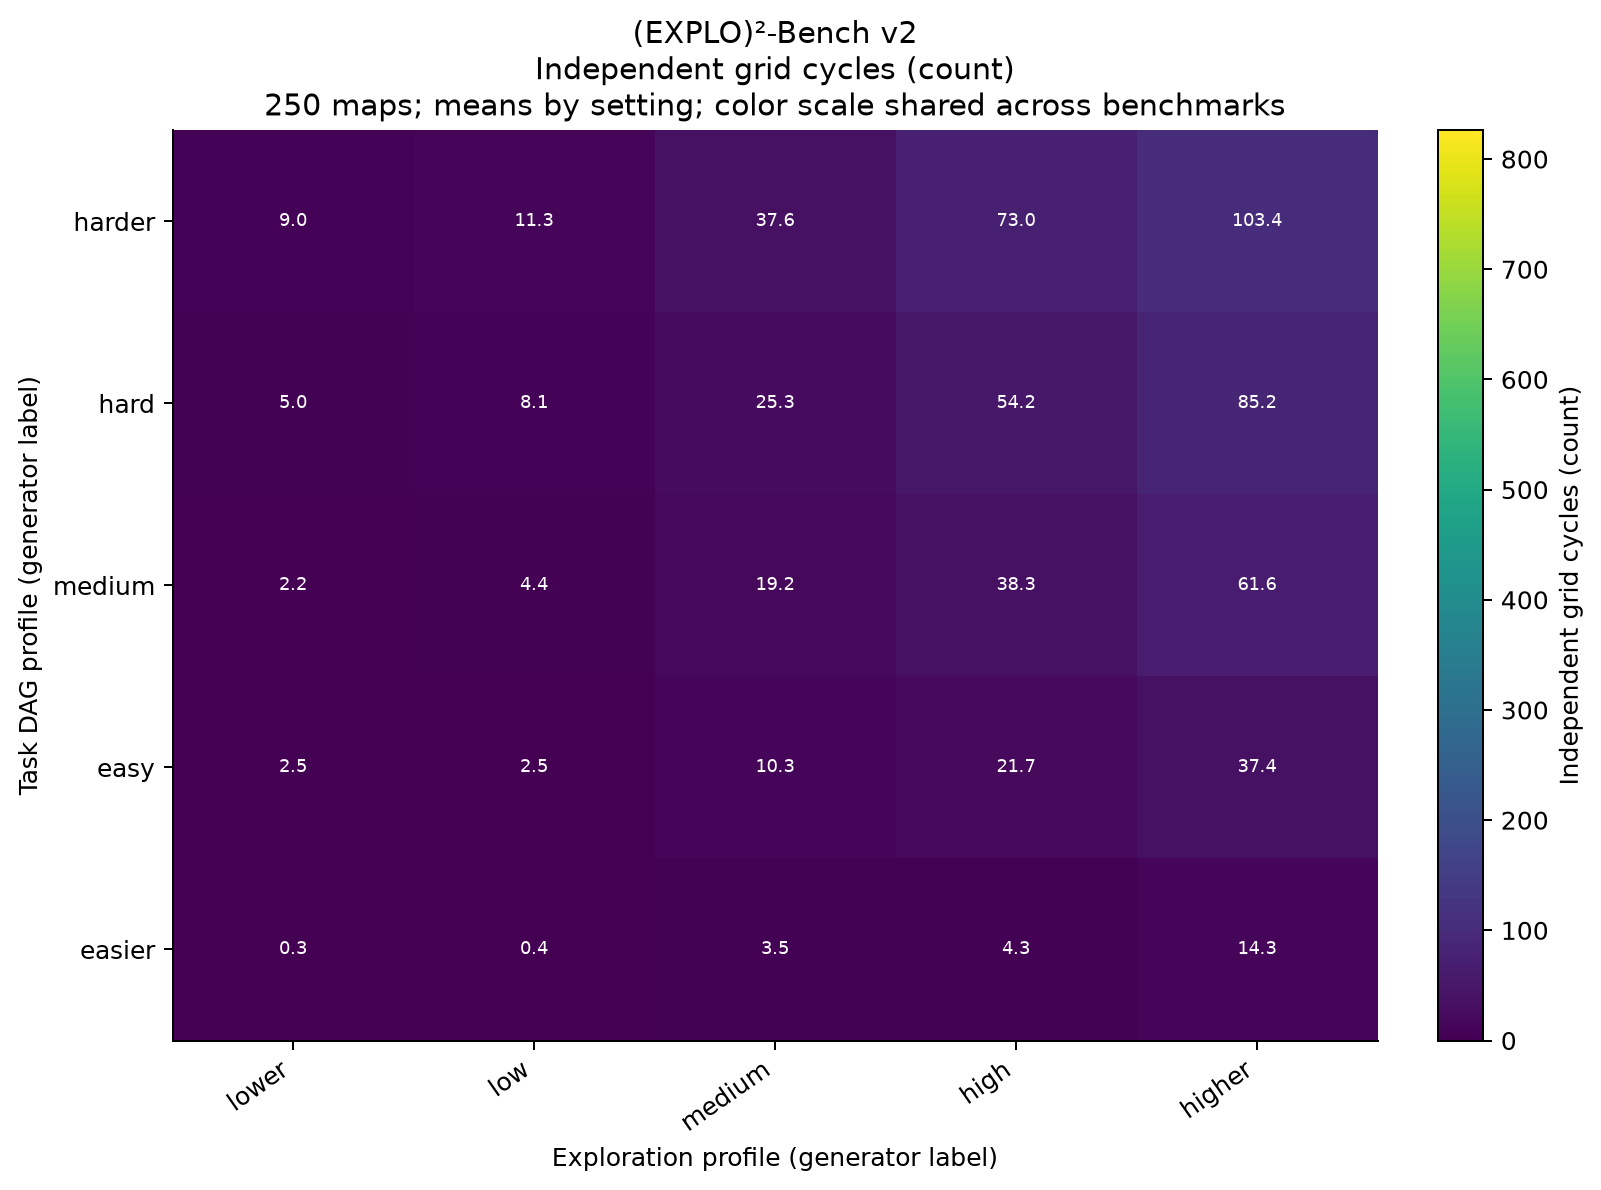 (EXPLO)²-Bench v2
Independent grid cycles (count)
250 maps; means by setting; color scale shared across benchmarks
Task DAG profile (generator label)
harder 9.0 11.3 37.6 73.0 103.4
hard 5.0 8.1 25.3 54.2 85.2
medium 2.2 4.4 19.2 38.3 61.6
easy 2.5 2.5 10.3 21.7 37.4
easier 0.3 0.4 3.5 4.3 14.3
lower low medium high higher
Exploration profile (generator label)
800
700
600
500
400
300
200
100
0
Independent grid cycles (count)